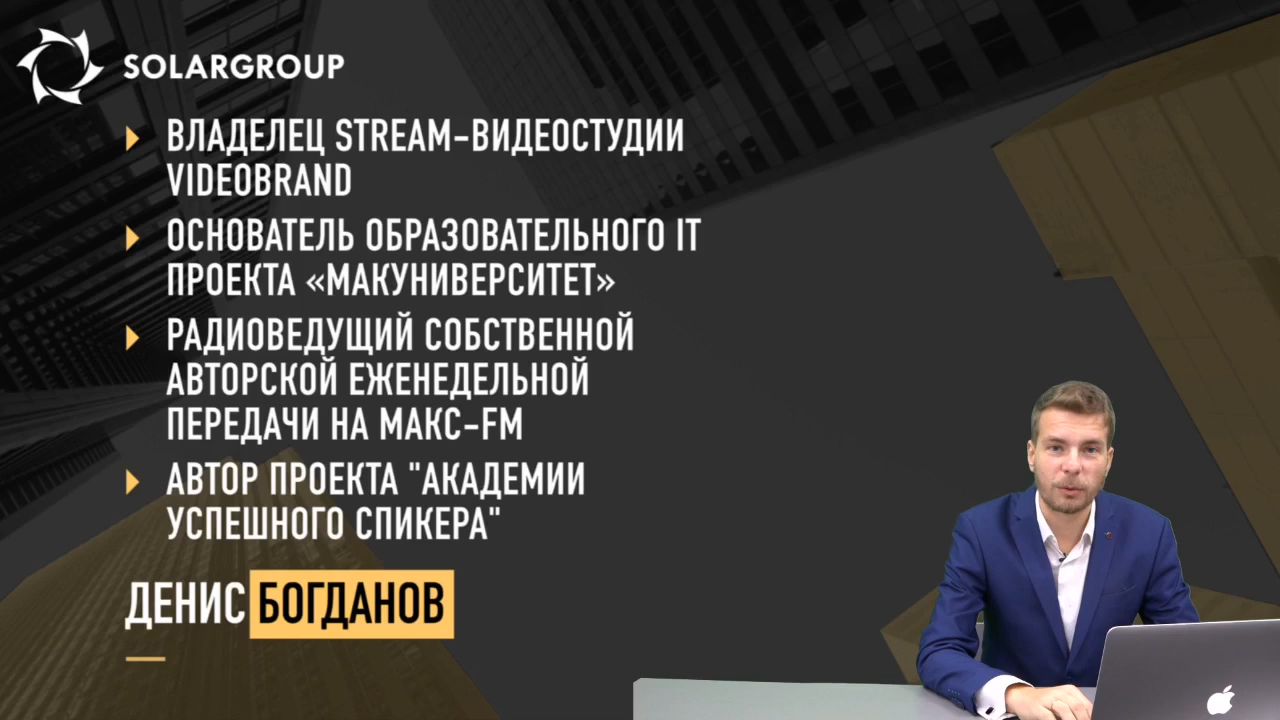 SOLARGROUP
ВЛАДЕЛЕЦ STREAM-ВИДЕОСТУДИИ
VIDEOBRAND
ОСНОВАТЕЛЬ ОБРАЗОВАТЕЛЬНОГО IT
ПРОЕКТА «МАКУНИВЕРСИТЕТ»
РАДИОВЕДУЩИЙ СОБСТВЕННОЙ
АВТОРСКОЙ ЕЖЕНЕДЕЛЬНОЙ
ПЕРЕДАЧИ НА МАКС-FM
АВТОР ПРОЕКТА "АКАДЕМИИ
УСПЕШНОГО СПИКЕРА"
ДЕНИС БОГДАНОВ